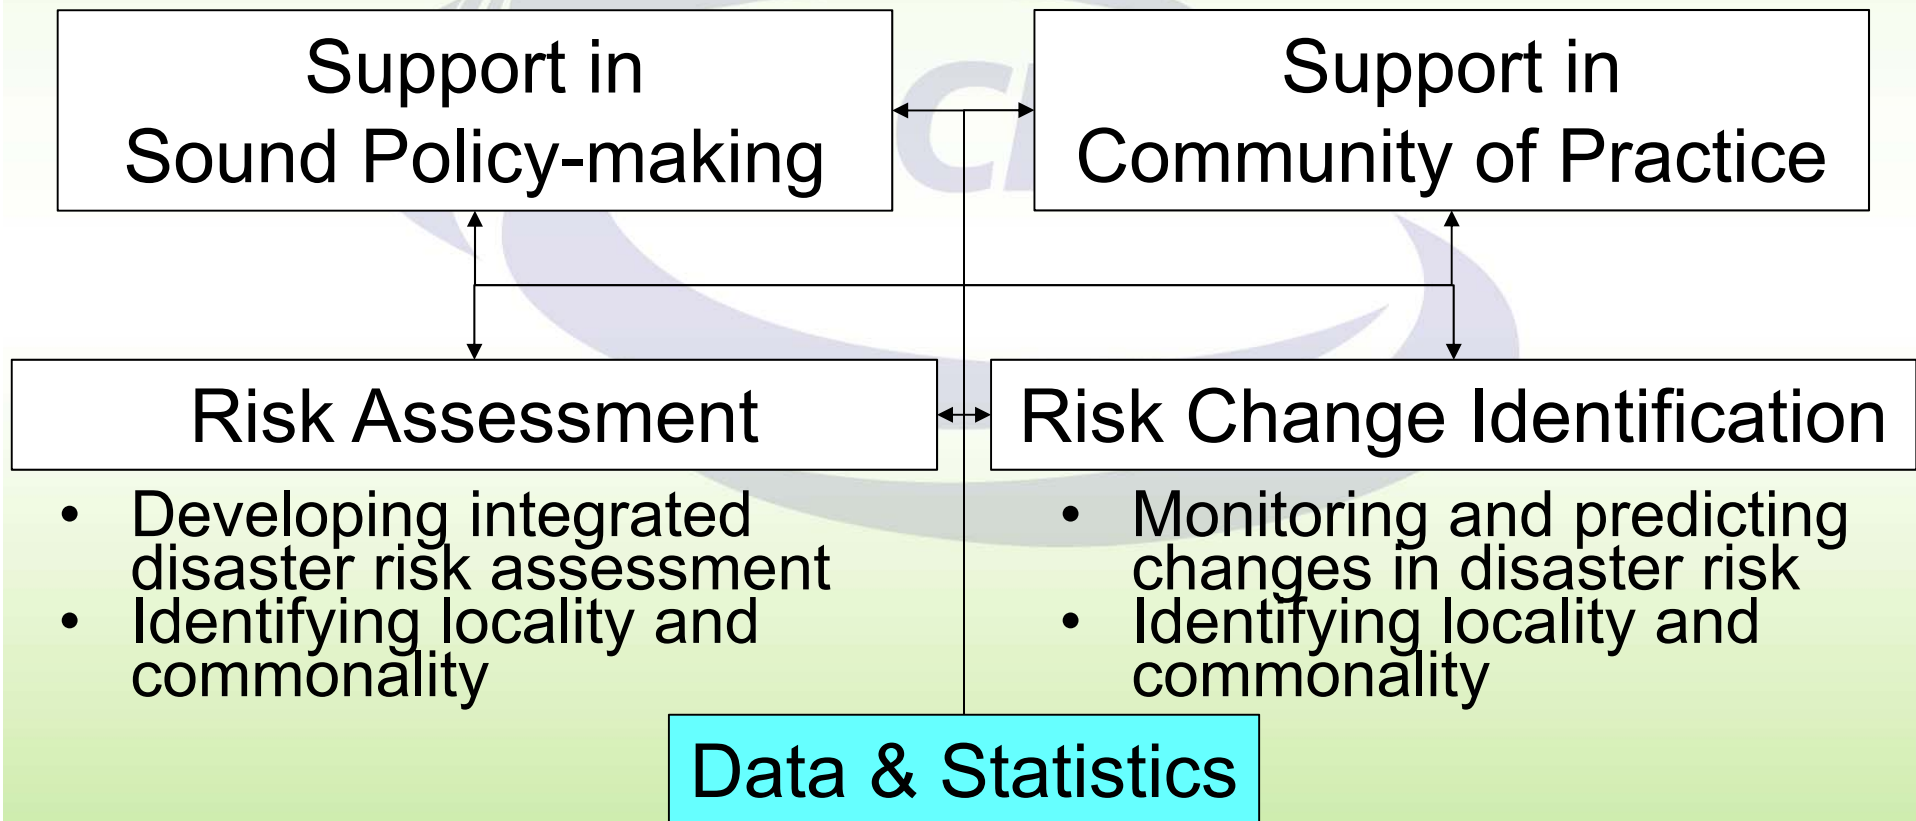 Support in
Sound Policy-making
Support in
Community of Practice
Risk Assessment
Risk Change Identification
• Developing integrated
disaster risk assessment
• Identifying locality and
commonality
• Monitoring and predicting
changes in disaster risk
• Identifying locality and
commonality
Data & Statistics